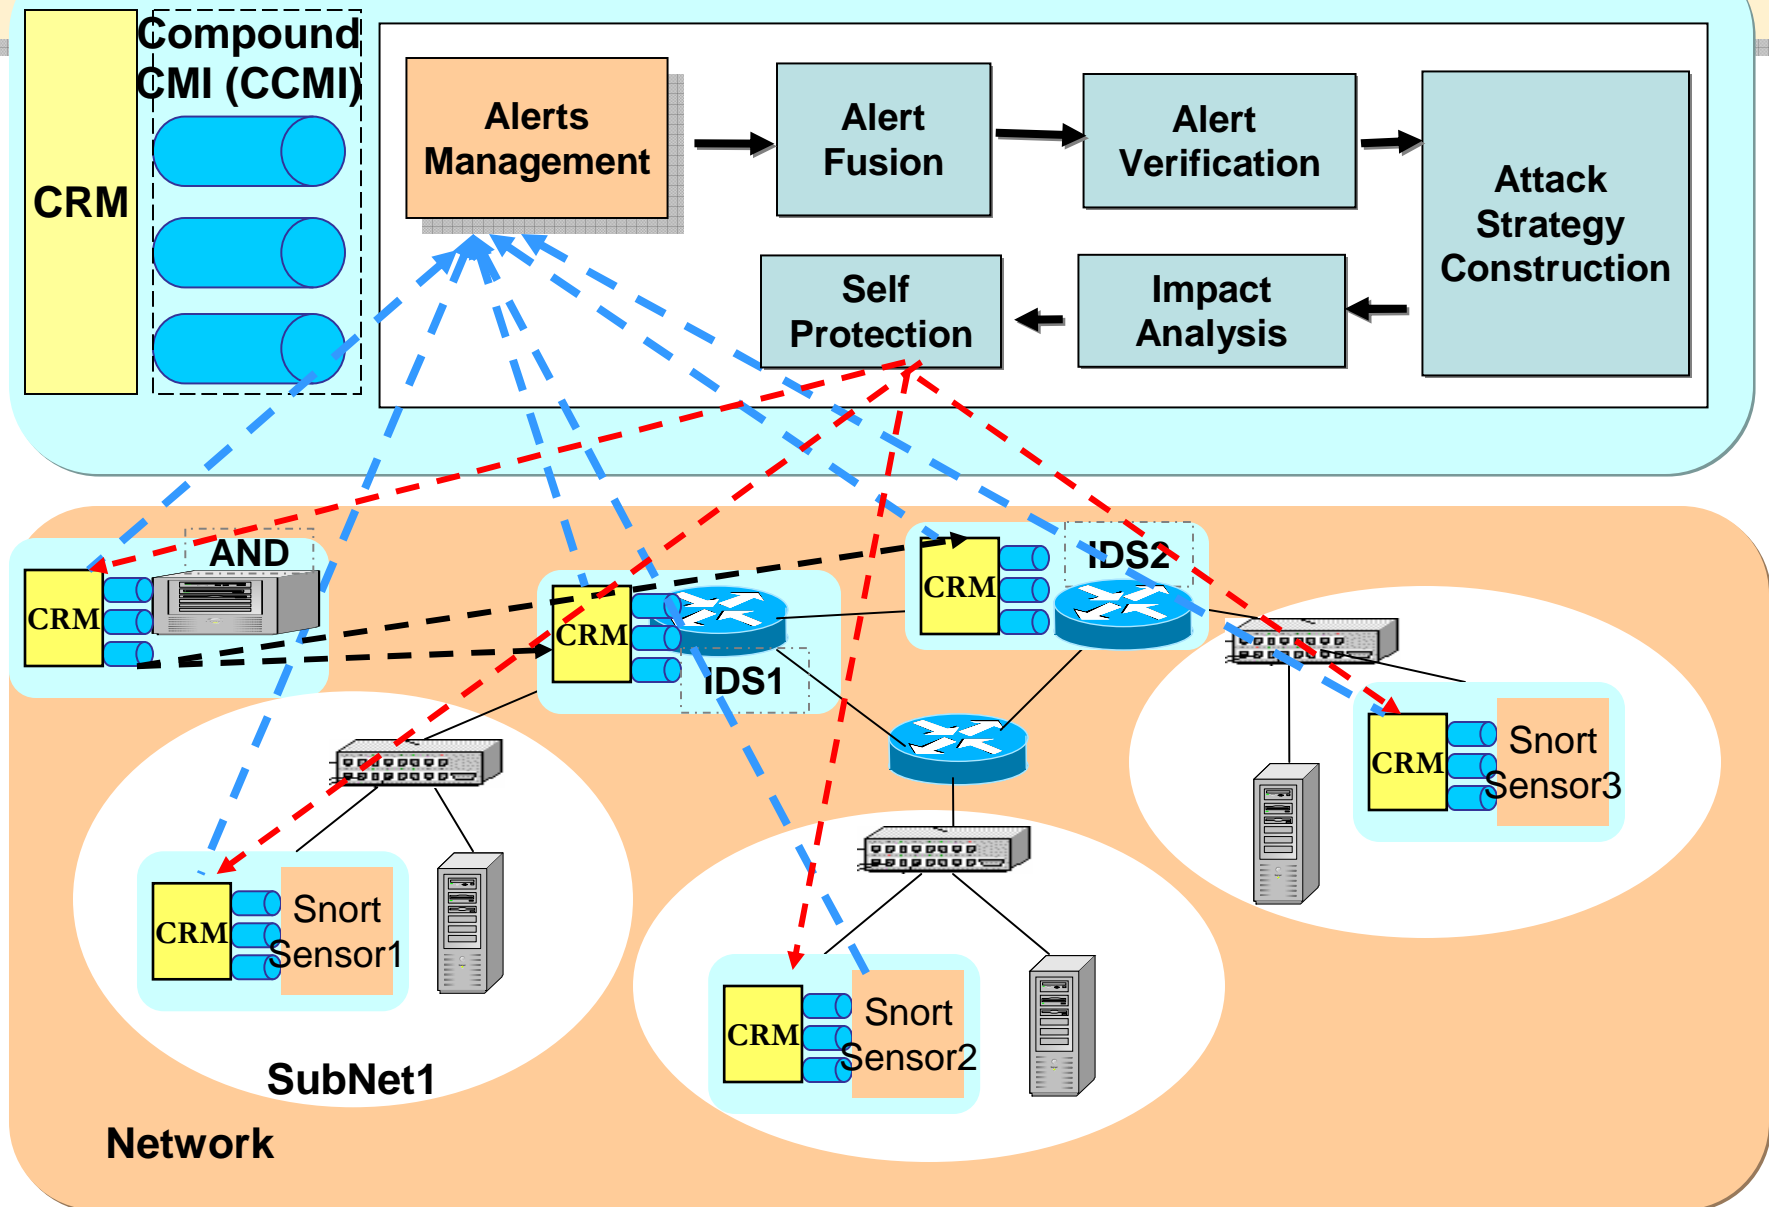 Compound
CMI (CCMI)
CRM
Alerts
Management
Alert
Fusion
Alert
Verification
Attack
Strategy
Construction
Self
Protection
Impact
Analysis
AND
CRM
CRM
IDS1
CRM
IDS2
CRM
Snort
Sensor3
CRM
Snort
Sensor1
CRM
Snort
Sensor2
SubNet1
Network